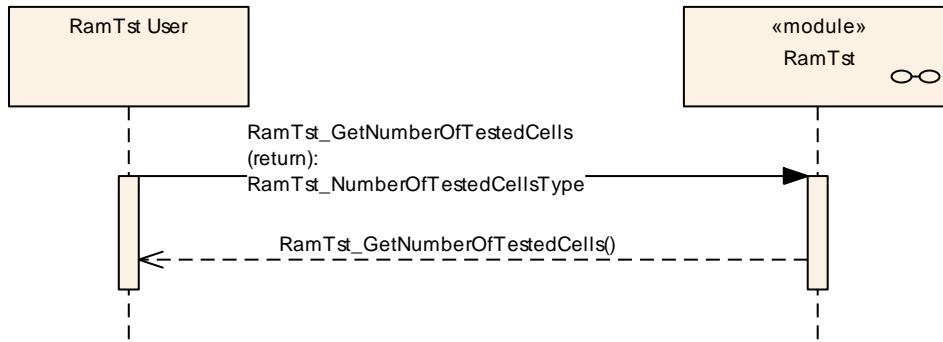 RamTst User
«module»
RamTst
RamTst_GetNumberOfTestedCells
(return):
RamTst_NumberOfTestedCellsType
RamTst_GetNumberOfTestedCells()